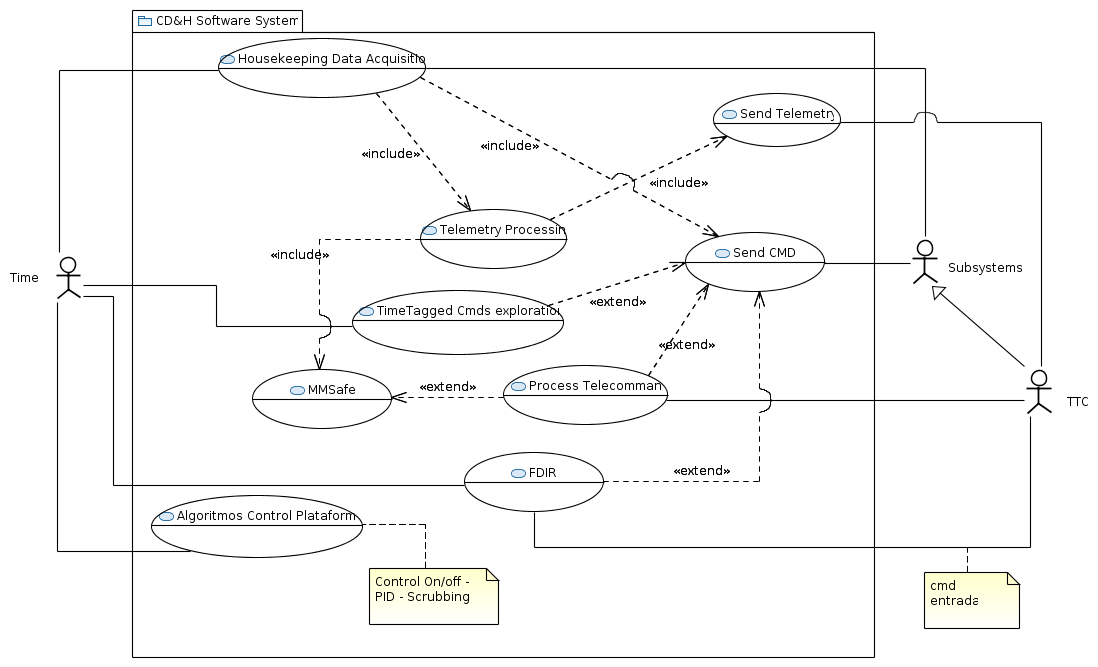 CD&H Software System
Housekeeping Data Acquisitio
Send Telemetry
«include»
«include»
«include»
Telemetry Processin
«include»
Send CMD
Subsystems
Time
TimeTagged Cmds exploration
«extend»
«extend»
MMSafe
«extend»
Process Telecomman
TTC
FDIR
«extend»
Algoritmos Control Plataform
Control On/off -
PID - Scrubbing
cmd
entrada